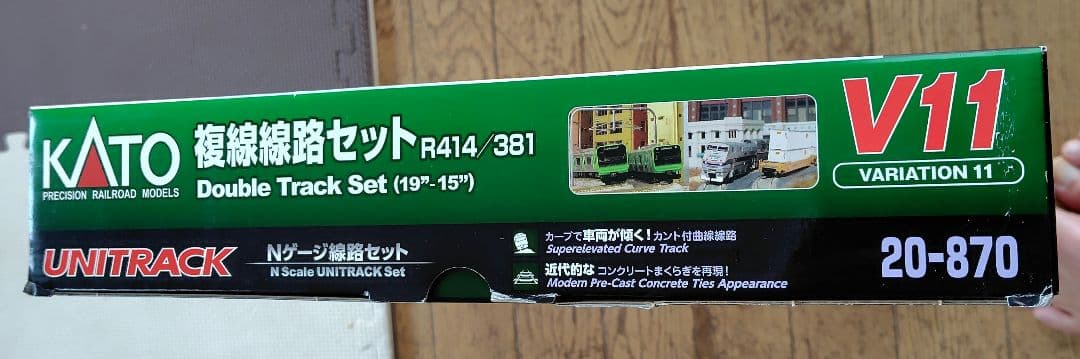 KATO
PRECISION RAILROAD MODELS
複線線路セット R414/381
Double Track Set (19”-15”)
V11
VARIATION 11
UNITRACK
Nゲージ線路セット
N Scale UNITRACK Set
カーブで車両が傾く!カント付曲線線路
Superelevated Curve Track
近代的なコンクリートまくらぎを再現!
Modern Pre-Cast Concrete Ties Appearance
20-870